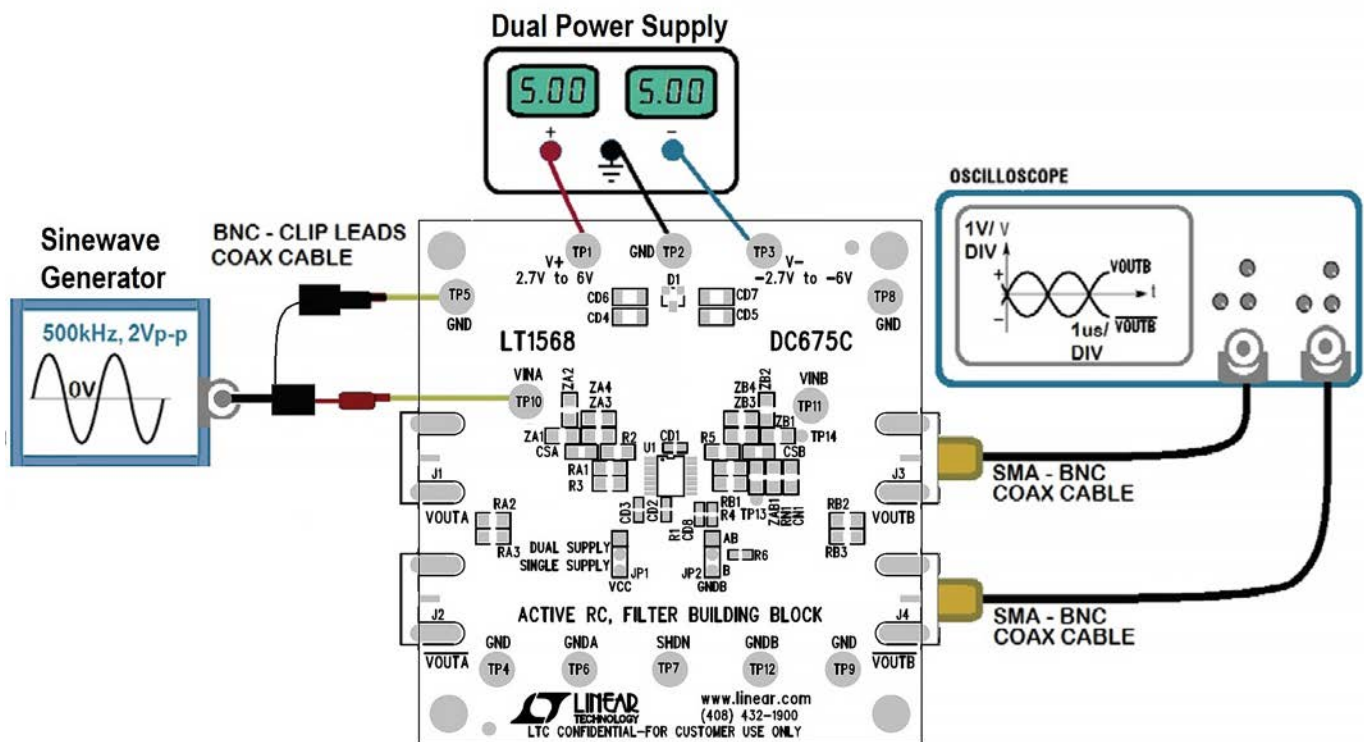 Dual Power Supply
5.00
5.00
+
-
OSCILLOSCOPE
1V/ V
DIV
+
-
VOUTB
t
VOUTB
1us/
DIV
Sinewave
Generator
500kHz, 2Vp-p
0V
BNC - CLIP LEADS
COAX CABLE
TP1
GND
TP2
TP3
V+
2.7V to 6V
V-
-2.7V to -6V
D1
TP5
GND
CD6
CD4
CD7
CD5
TP8
GND
LT1568
DC675C
VINA
TP10
ZA2
ZA4
ZA3
ZA1
CSA
R2
RA1
R3
U1
CD1
ZB2
ZB4
ZB3
ZB1
R5
CSB
VINB
TP11
TP14
J1
VOUTA
RA2
RA3
CD3
CD2
R1
CD8
RB1
R4
TP13
ZAB1
RN1
CN1
RB2
RB3
J3
VOUTB
SMA - BNC
COAX CABLE
DUAL SUPPLY
SINGLE SUPPLY
JP1
VCC
AB
R6
JP2
B
GNDB
J2
VOUTA
J4
VOUTB
SMA - BNC
COAX CABLE
ACTIVE RC, FILTER BUILDING BLOCK
GND
TP4
GNDA
TP6
SHDN
TP7
GNDB
TP12
GND
TP9
LINEAR
TECHNOLOGY
www.linear.com
(408) 432-1900
LTC CONFIDENTIAL-FOR CUSTOMER USE ONLY